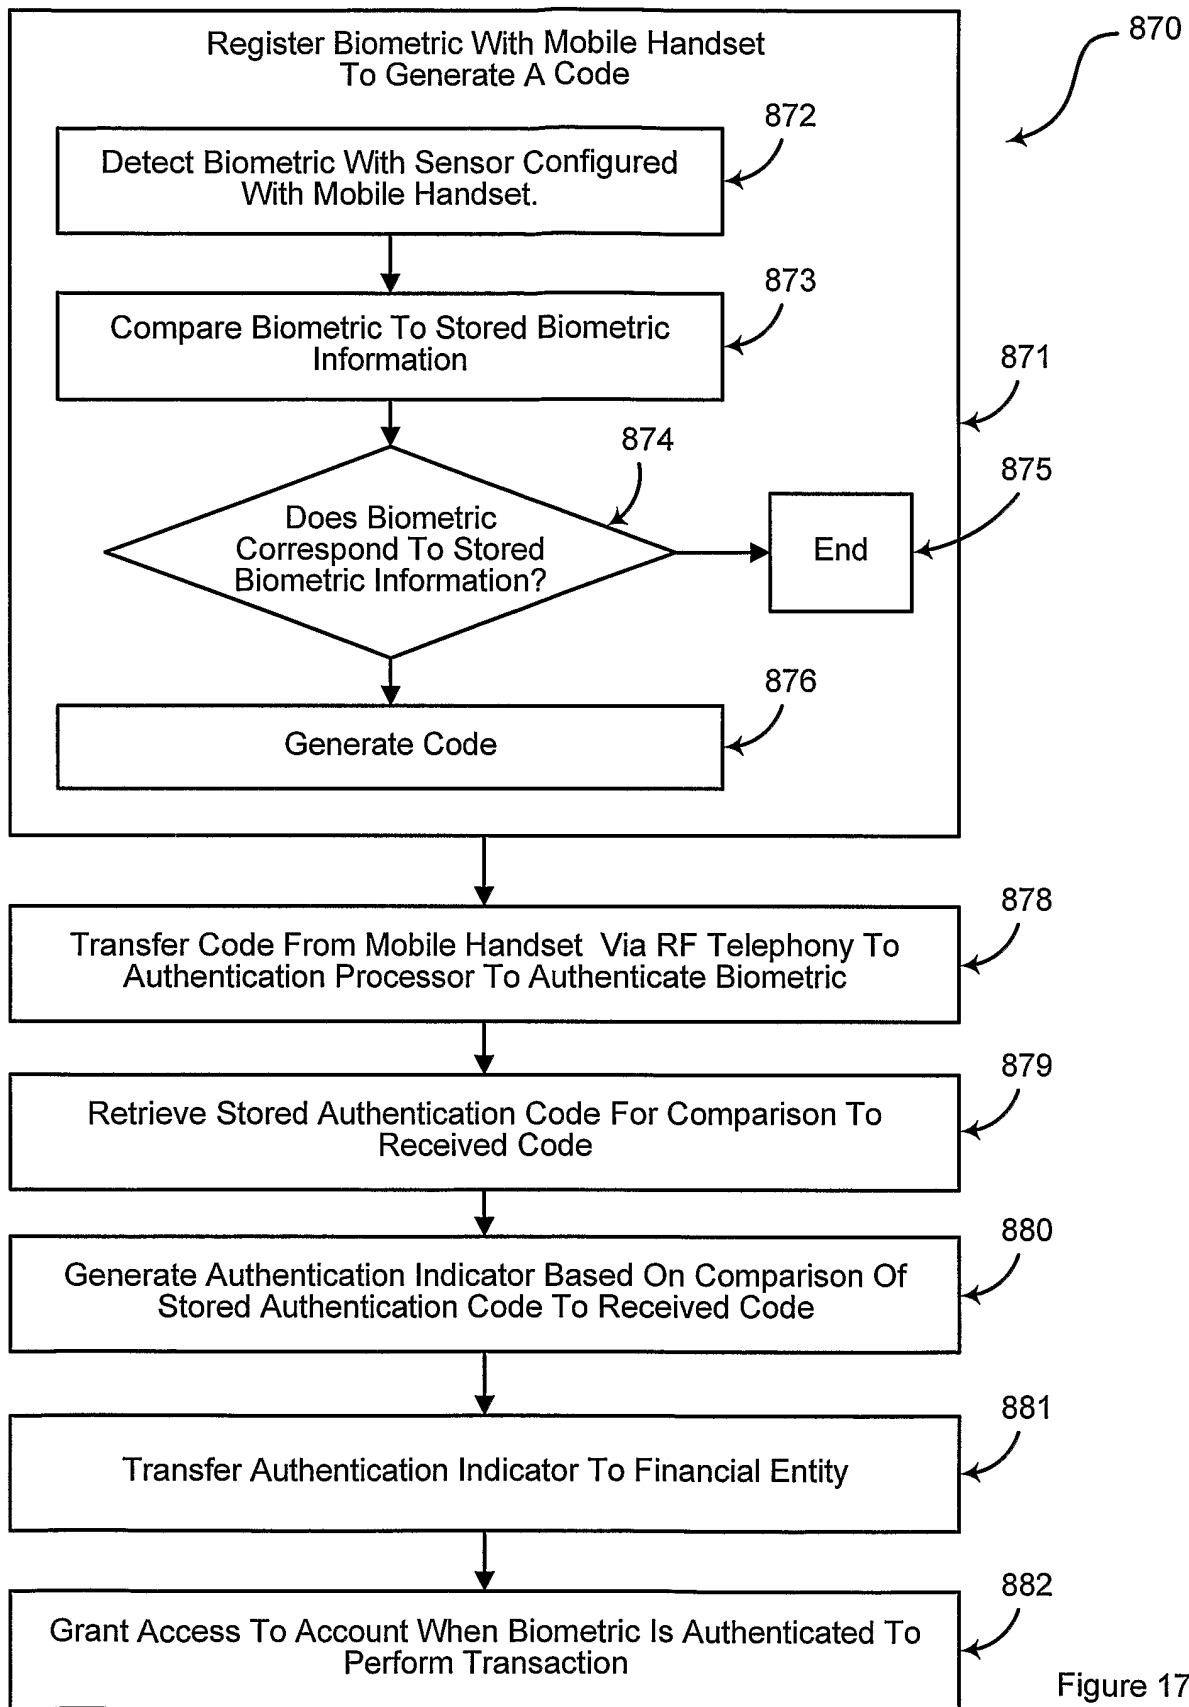 Register Biometric With Mobile Handset
To Generate A Code
870
872
Detect Biometric With Sensor Configured
With Mobile Handset.
873
Compare Biometric To Stored Biometric
Information
871
874
875
Does Biometric
Correspond To Stored
Biometric Information?
End
876
Generate Code
878
Transfer Code From Mobile Handset Via RF Telephony To
Authentication Processor To Authenticate Biometric
879
Retrieve Stored Authentication Code For Comparison To
Received Code
880
Generate Authentication Indicator Based On Comparison Of
Stored Authentication Code To Received Code
881
Transfer Authentication Indicator To Financial Entity
882
Grant Access To Account When Biometric Is Authenticated To
Perform Transaction
Figure 17